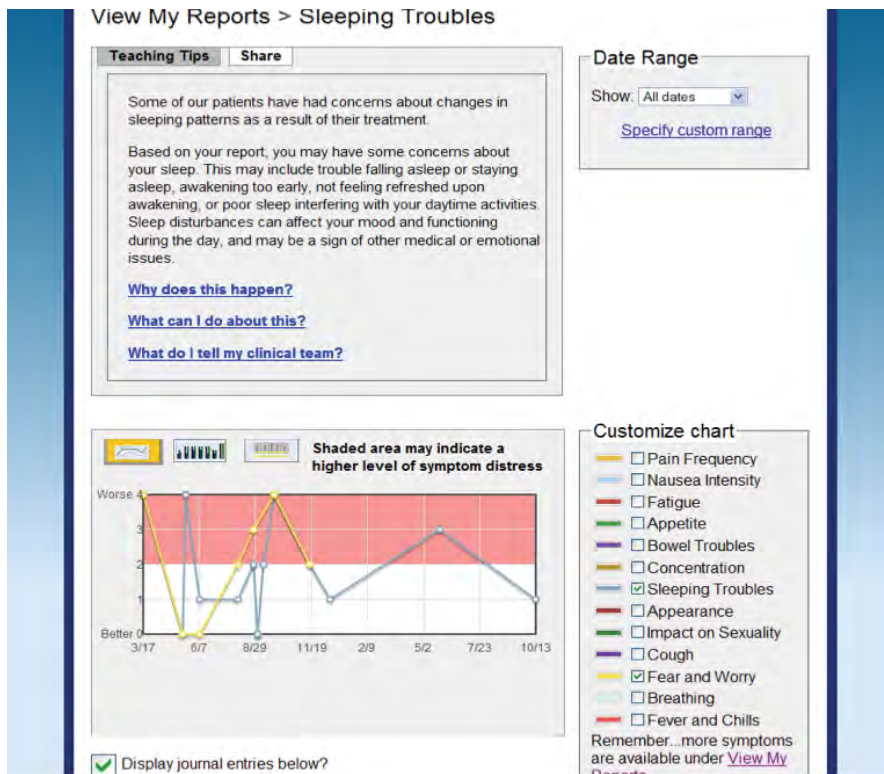 View My Reports > Sleeping Troubles
Teaching Tips
Share
Some of our patients have had concerns about changes in
sleeping patterns as a result of their treatment.
Based on your report, you may have some concerns about
your sleep. This may include trouble falling asleep or staying
asleep, awakening too early, not feeling refreshed upon
awakening, or poor sleep interfering with your daytime activities.
Sleep disturbances can affect your mood and functioning
during the day, and may be a sign of other medical or emotional
issues.
Why does this happen?
What can I do about this?
What do I tell my clinical team?
Date Range
Show: All dates
Specify custom range
Shaded area may indicate a
higher level of symptom distress
Worse 4
3
2
1
Better 0
3/17 6/7 8/29 11/19 2/9 5/2 7/23 10/13
Customize chart
Pain Frequency
Nausea Intensity
Fatigue
Appetite
Bowel Troubles
Concentration
Sleeping Troubles
Appearance
Impact on Sexuality
Cough
Fear and Worry
Breathing
Fever and Chills
Remember...more symptoms
are available under View My
Reports
Display journal entries below?